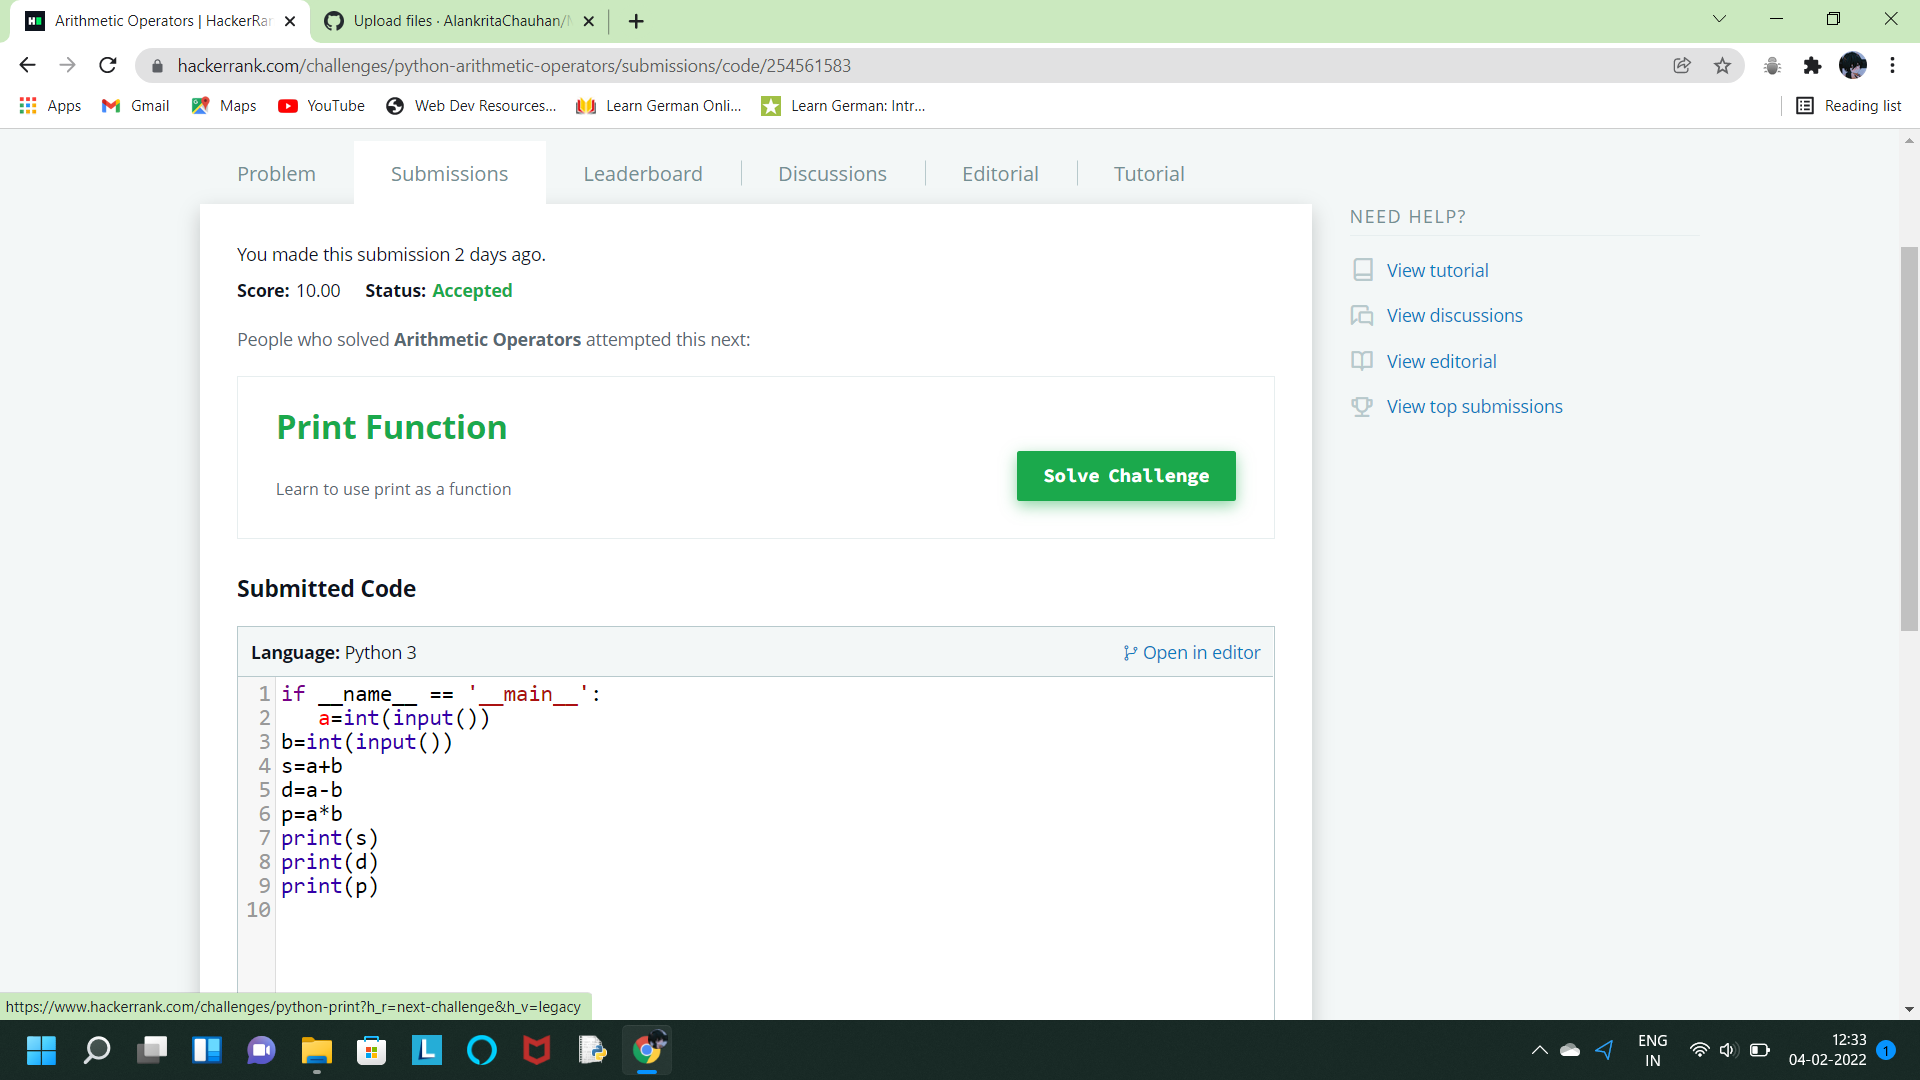 Arithmetic Operators | HackerRan
Upload files · AlankritaChauhan/
hackerrank.com/challenges/python-arithmetic-operators/submissions/code/254561583
Apps
Gmail
Maps
YouTube
Web Dev Resources...
Learn German Onli...
Learn German: Intr...
Reading list
Problem
Submissions
Leaderboard
Discussions
Editorial
Tutorial
You made this submission 2 days ago.
Score: 10.00 Status: Accepted
People who solved Arithmetic Operators attempted this next:
Print Function
Learn to use print as a function
Solve Challenge
NEED HELP?
View tutorial
View discussions
View editorial
View top submissions
Submitted Code
Language: Python 3
Open in editor
1 if __name__ == '__main__':
2    a=int(input())
3 b=int(input())
4 s=a+b
5 d=a-b
6 p=a*b
7 print(s)
8 print(d)
9 print(p)
10
https://www.hackerrank.com/challenges/python-print?h_r=next-challenge&h_v=legacy
ENG
IN
12:33
04-02-2022
1